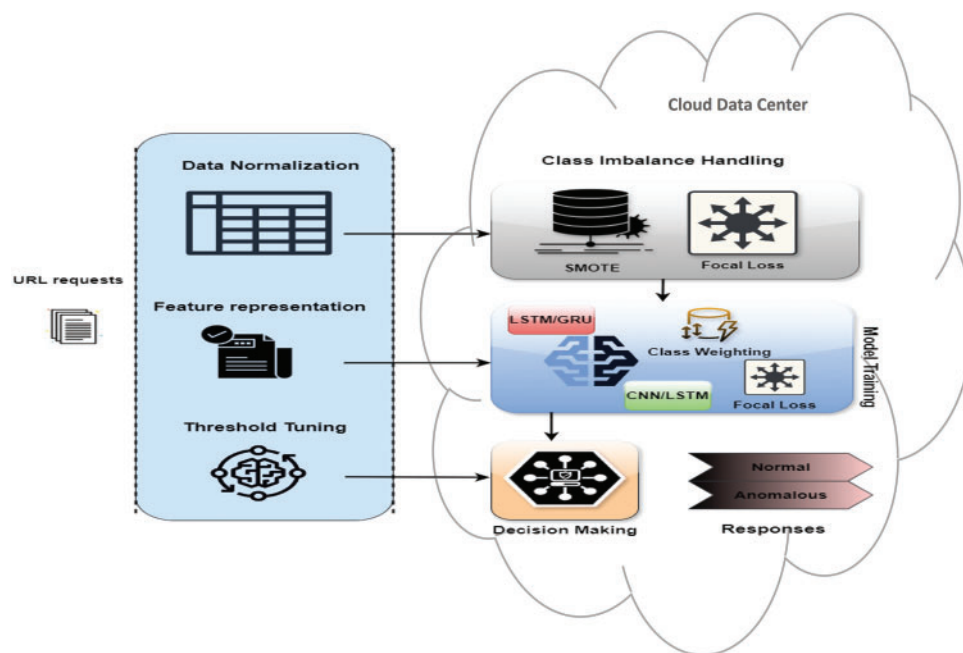 Cloud Data Center
Data Normalization
Class Imbalance Handling
SMOTE
Focal Loss
URL requests
Feature representation
LSTM/GRU
Class Weighting
CNN/LSTM
Focal Loss
Model Training
Threshold Tuning
Normal
Anomalous
Decision Making
Responses